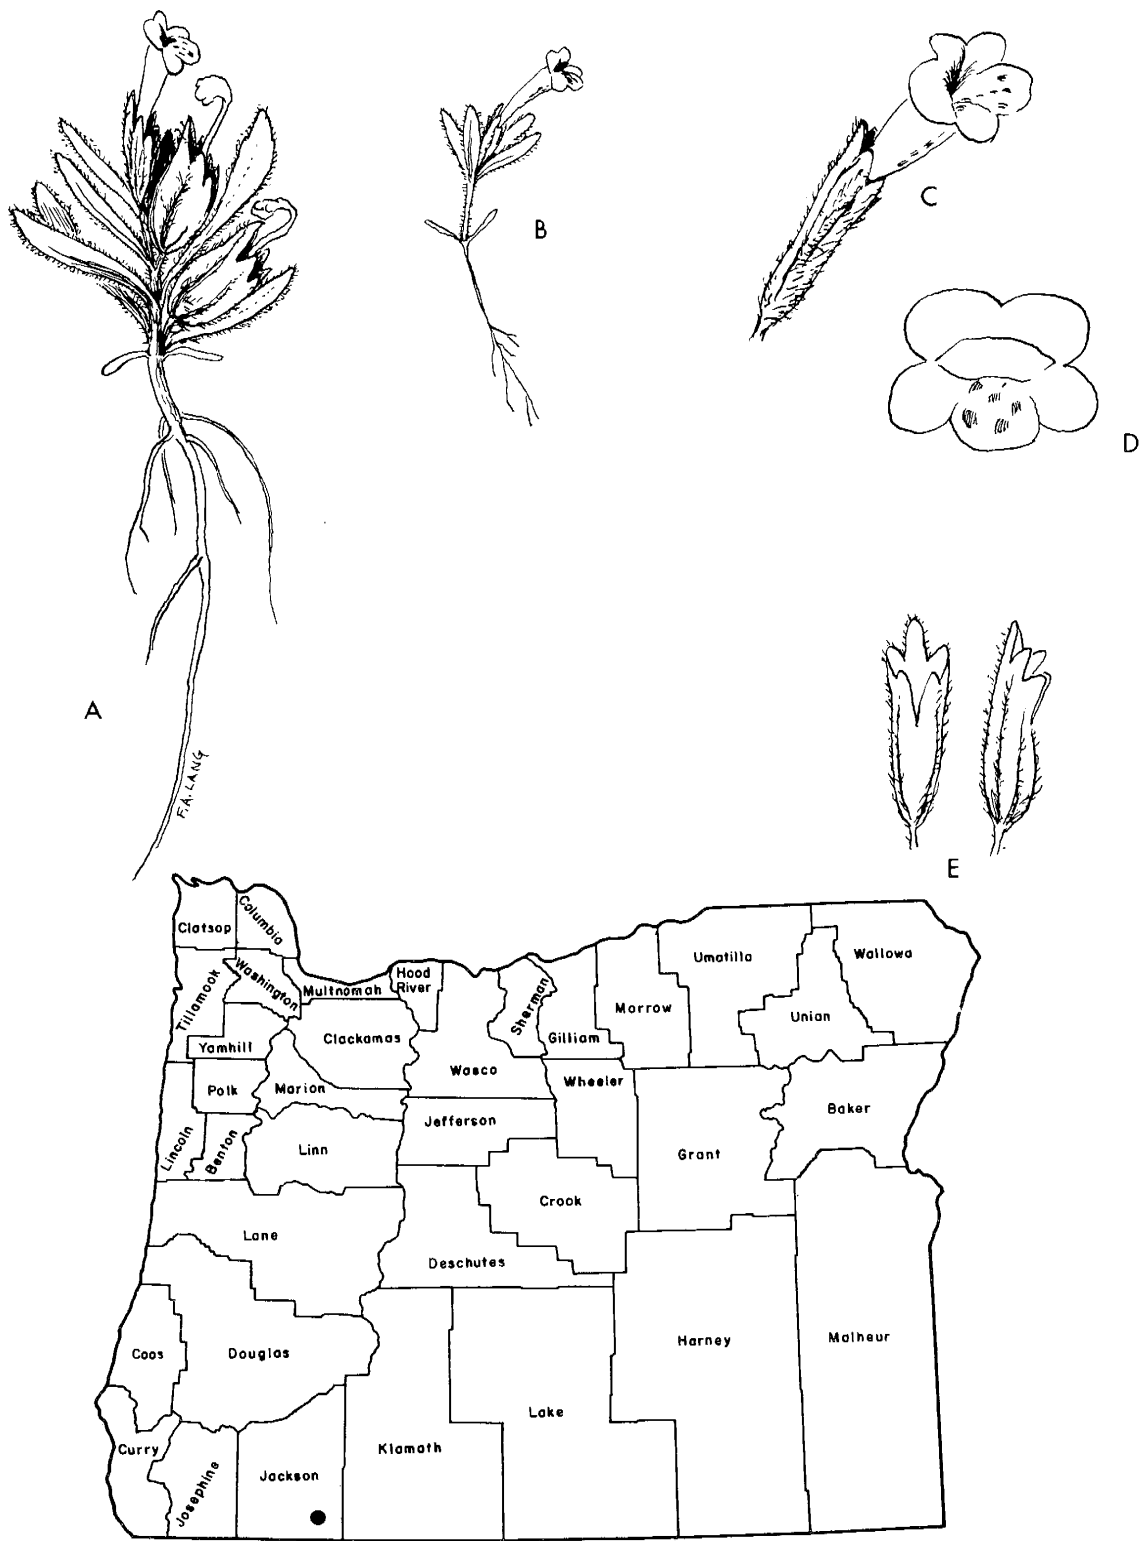 A
B
C
D
E
F.A. LANG
Clatsop
Columbia
Tillamook
Washington
Multnomah
Hood
River
Sherman
Gilliam
Morrow
Umatilla
Union
Wallowa
Yamhill
Clackamas
Wasco
Wheeler
Polk
Marion
Jefferson
Grant
Baker
Lincoln
Benton
Linn
Crook
Lane
Deschutes
Coos
Douglas
Harney
Malheur
Lake
Curry
Josephine
Jackson
Klamath